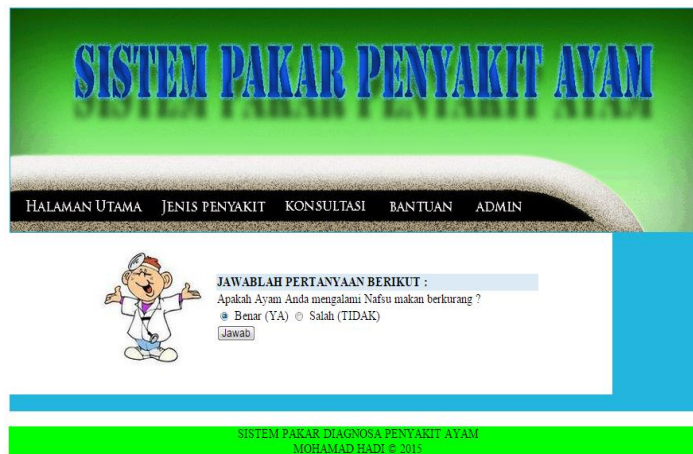 SISTEM PAKAR PENYAKIT AYAM
HALAMAN UTAMA JENIS PENYAKIT KONSULTASI BANTUAN ADMIN
JAWABLAH PERTANYAAN BERIKUT :
Apakah Ayam Anda mengalami Nafsu makan berkurang ?
Benar (YA) Salah (TIDAK)
Jawab
SISTEM PAKAR DIAGNOSA PENYAKIT AYAM
MOHAMAD HADI © 2015